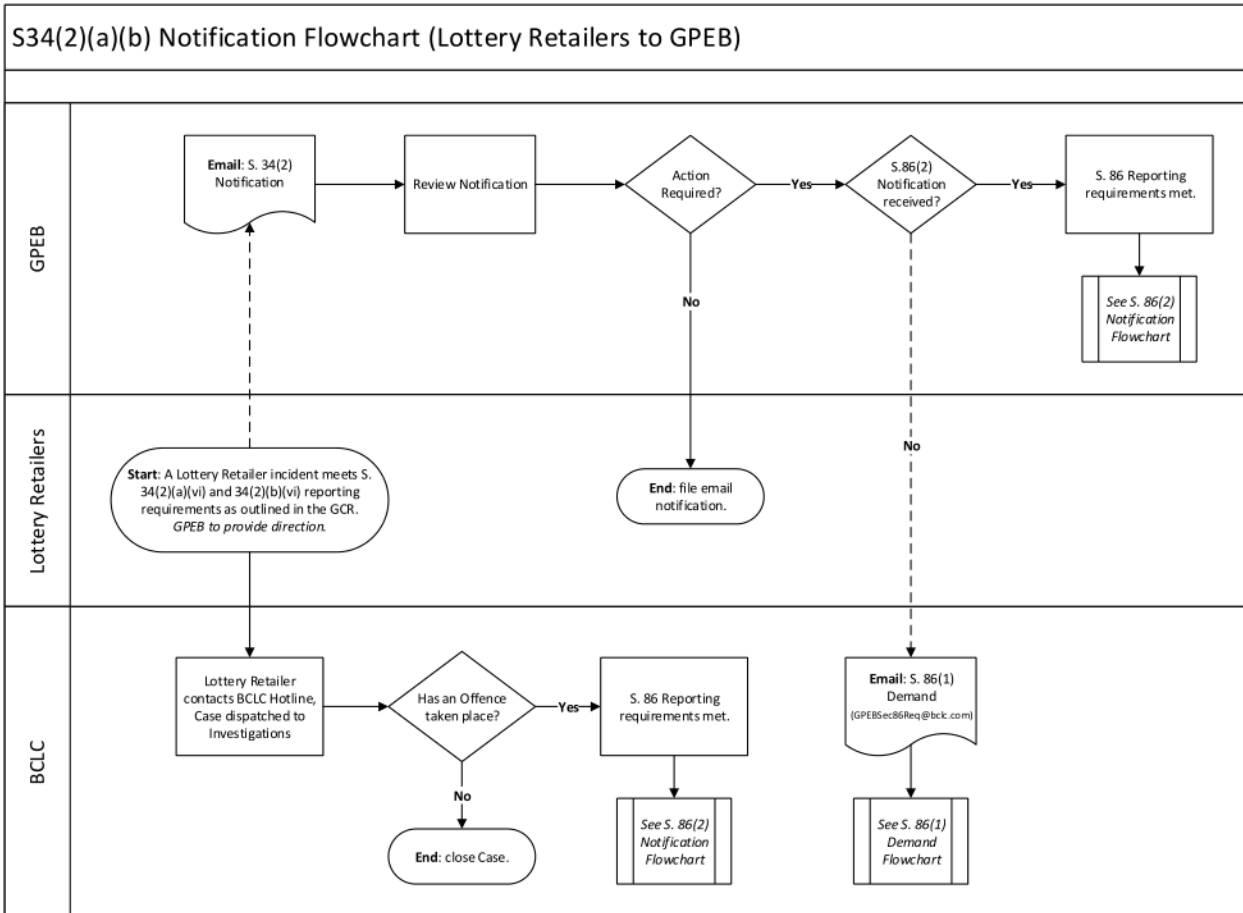 S34(2)(a)(b) Notification Flowchart (Lottery Retailers to GPEB)
GPEB
Email: S. 34(2)
Notification
Review Notification
Action
Required?
Yes
S.86(2)
Notification
received?
Yes
S. 86 Reporting
requirements met.
No
See S. 86(2)
Notification
Flowchart
Lottery Retailers
Start: A Lottery Retailer incident meets S.
34(2)(a)(vi) and 34(2)(b)(vi) reporting
requirements as outlined in the GCR.
GPEB to provide direction.
End: file email
notification.
No
BCLC
Lottery Retailer
contacts BCLC Hotline,
Case dispatched to
Investigations
Has an Offence
taken place?
Yes
S. 86 Reporting
requirements met.
Email: S. 86(1)
Demand
(GPEBSec86Req@bclc.com)
No
End: close Case.
See S. 86(2)
Notification
Flowchart
See S. 86(1)
Demand
Flowchart